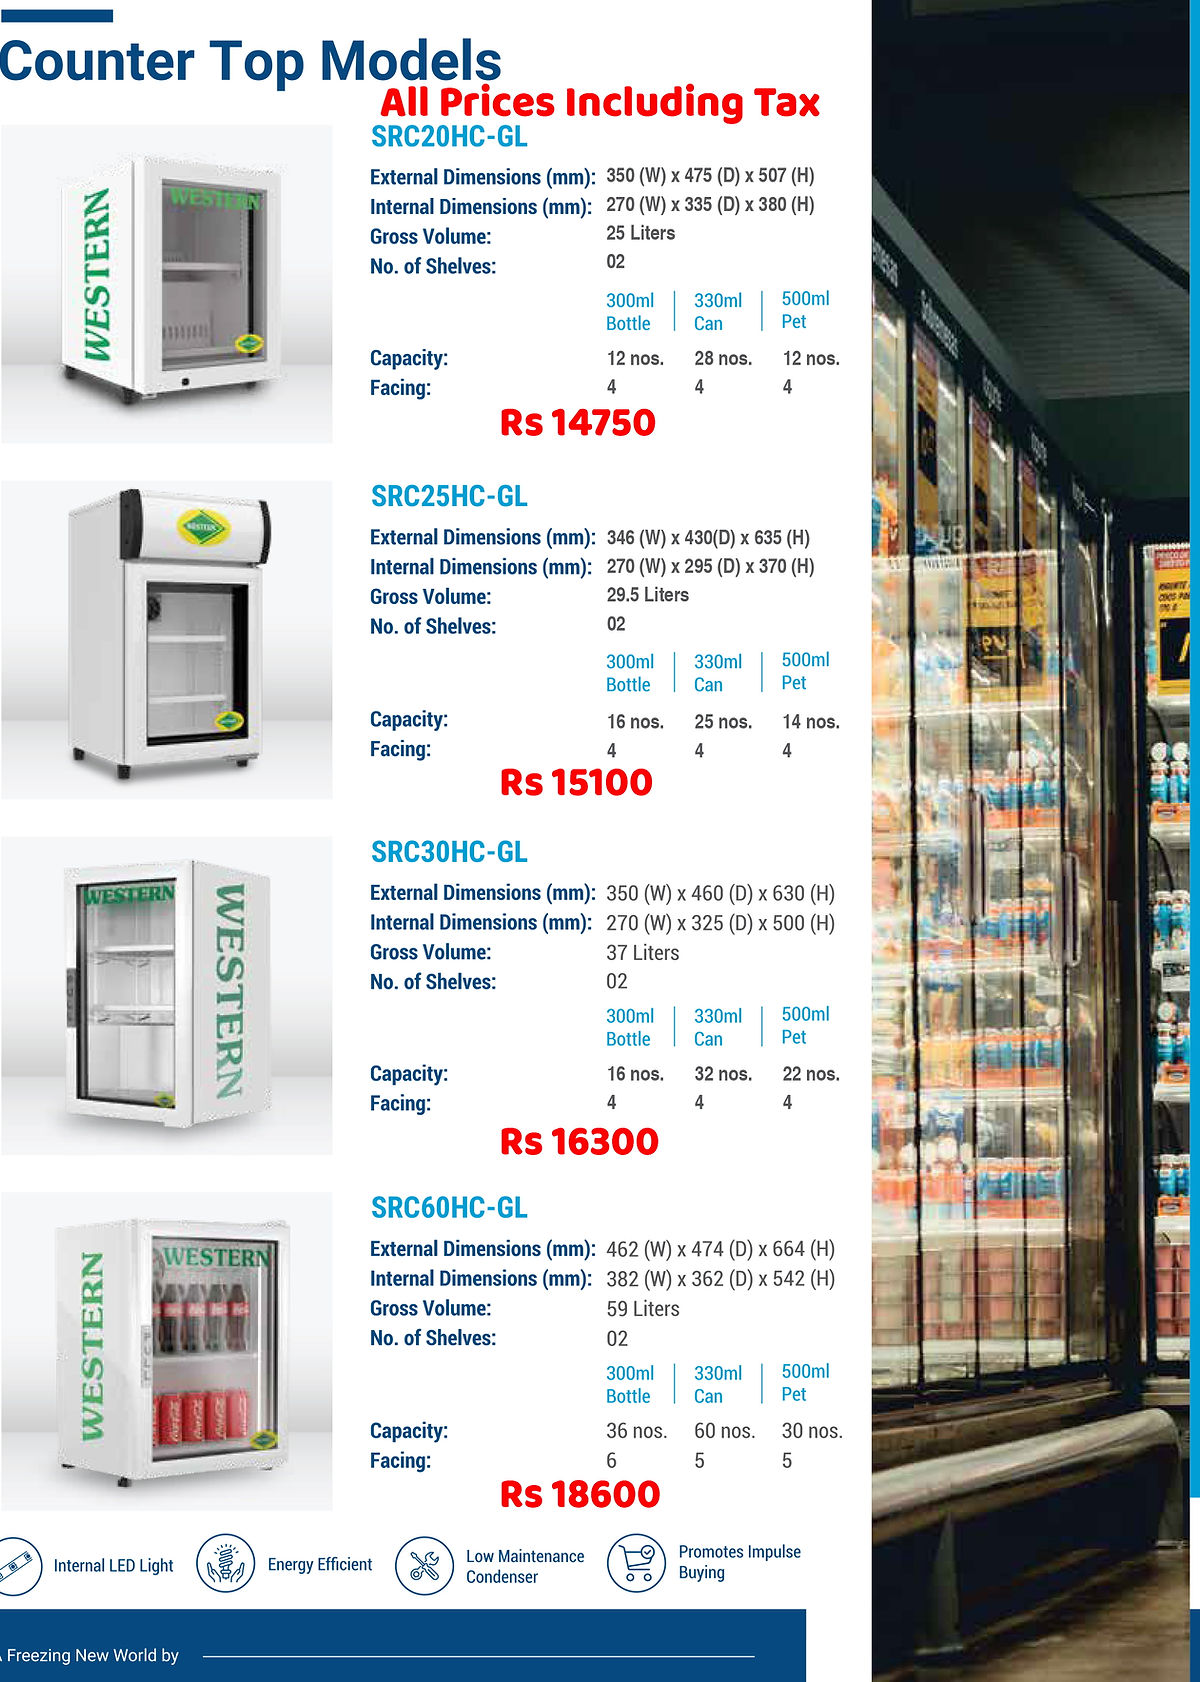 Counter Top Models
All Prices Including Tax
SRC20HC-GL
External Dimensions (mm): 350 (W) x 475 (D) x 507 (H)
Internal Dimensions (mm): 270 (W) x 335 (D) x 380 (H)
Gross Volume: 25 Liters
No. of Shelves: 02
300ml Bottle 330ml Can 500ml Pet
Capacity: 12 nos. 28 nos. 12 nos.
Facing: 4 4 4
Rs 14750
WESTERN
WESTERN
SRC25HC-GL
External Dimensions (mm): 346 (W) x 430(D) x 635 (H)
Internal Dimensions (mm): 270 (W) x 295 (D) x 370 (H)
Gross Volume: 29.5 Liters
No. of Shelves: 02
300ml Bottle 330ml Can 500ml Pet
Capacity: 16 nos. 25 nos. 14 nos.
Facing: 4 4 4
Rs 15100
WESTERN
SRC30HC-GL
External Dimensions (mm): 350 (W) x 460 (D) x 630 (H)
Internal Dimensions (mm): 270 (W) x 325 (D) x 500 (H)
Gross Volume: 37 Liters
No. of Shelves: 02
300ml Bottle 330ml Can 500ml Pet
Capacity: 16 nos. 32 nos. 22 nos.
Facing: 4 4 4
Rs 16300
WESTERN
WESTERN
SRC60HC-GL
External Dimensions (mm): 462 (W) x 474 (D) x 664 (H)
Internal Dimensions (mm): 382 (W) x 362 (D) x 542 (H)
Gross Volume: 59 Liters
No. of Shelves: 02
300ml Bottle 330ml Can 500ml Pet
Capacity: 36 nos. 60 nos. 30 nos.
Facing: 6 5 5
Rs 18600
WESTERN
WESTERN
Internal LED Light
Energy Efficient
Low Maintenance
Condenser
Promotes Impulse
Buying
Freezing New World by